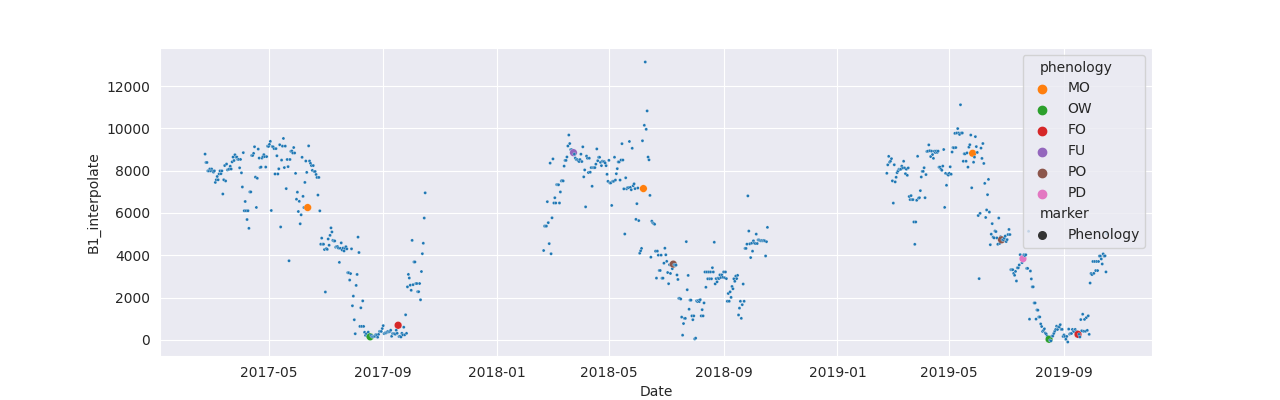 phenology
MO
OW
FO
FU
PO
PD
marker
Phenology
12000
10000
8000
6000
4000
2000
0
B1_interpolate
2017-05 2017-09 2018-01 2018-05 2018-09 2019-01 2019-05 2019-09
Date